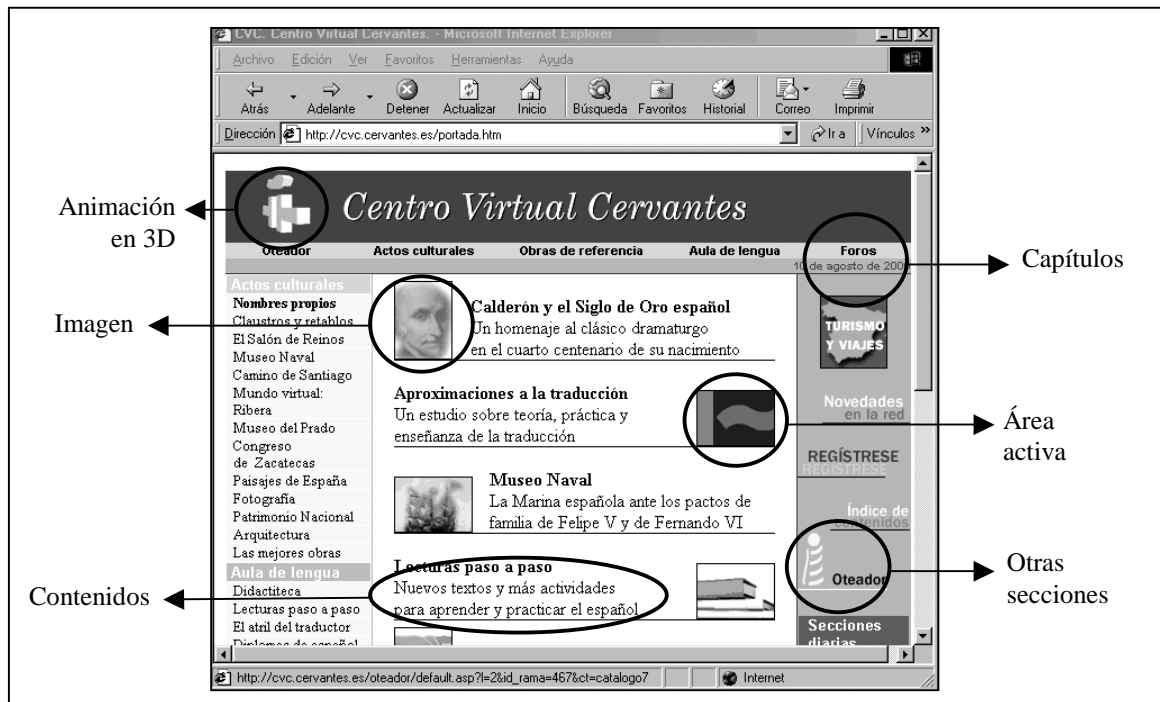 CVC. Centro Virtual Cervantes. - Microsoft Internet Explorer
Archivo Edición Ver Favoritos Herramientas Ayuda
Atrás Adelante Detener Actualizar Inicio Búsqueda Favoritos Historial Correo Imprimir
Dirección http://cvc.cervantes.es/portada.htm Ir a Vínculos »
Centro Virtual Cervantes
Oteador Actos culturales Obras de referencia Aula de lengua Foros
10 de agosto de
Animación
en 3D
Imagen
Contenidos
Actos culturales
Nombres propios
Claustros y retablos
El Salón de Reinos
Museo Naval
Camino de Santiago
Mundo virtual:
Ribera
Museo del Prado
Congreso
de Zacatecas
Paisajes de España
Fotografía
Patrimonio Nacional
Arquitectura
Las mejores obras
Aula de lengua
Didactiteca
Lecturas paso a paso
El atril del traductor
Diplomas de español
Calderón y el Siglo de Oro español
Un homenaje al clásico dramaturgo
en el cuarto centenario de su nacimiento
Aproximaciones a la traducción
Un estudio sobre teoría, práctica y
enseñanza de la traducción
Museo Naval
La Marina española ante los pactos de
familia de Felipe V y de Fernando VI
Lecturas paso a paso
Nuevos textos y más actividades
para aprender y practicar el español
TURISMO
Y VIAJES
Novedades
en la red
REGÍSTRESE
REGÍSTRESE
Índice de
contenidos
Oteador
Secciones
diarias
Capítulos
Área
activa
Otras
secciones
http://cvc.cervantes.es/oteador/default.asp?l=2&id_rama=467&ct=catalogo7 Internet